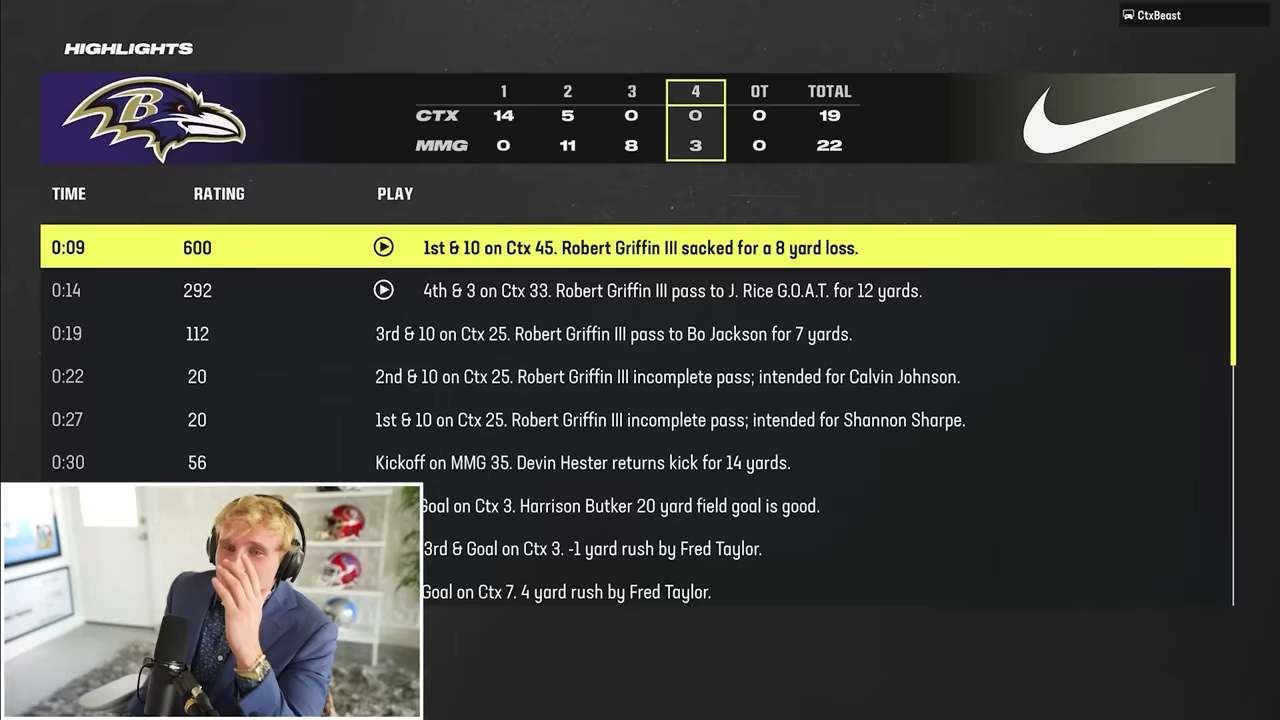 CtxBeast
HIGHLIGHTS
1 2 3 4 OT TOTAL
CTX 14 5 0 0 0 19
MMG 0 11 8 3 0 22
B
TIME RATING PLAY
0:09 600 1st & 10 on Ctx 45. Robert Griffin III sacked for a 8 yard loss.
0:14 292 4th & 3 on Ctx 33. Robert Griffin III pass to J. Rice G.O.A.T. for 12 yards.
0:19 112 3rd & 10 on Ctx 25. Robert Griffin III pass to Bo Jackson for 7 yards.
0:22 20 2nd & 10 on Ctx 25. Robert Griffin III incomplete pass; intended for Calvin Johnson.
0:27 20 1st & 10 on Ctx 25. Robert Griffin III incomplete pass; intended for Shannon Sharpe.
0:30 56 Kickoff on MMG 35. Devin Hester returns kick for 14 yards.
Goal on Ctx 3. Harrison Butker 20 yard field goal is good.
3rd & Goal on Ctx 3. -1 yard rush by Fred Taylor.
Goal on Ctx 7. 4 yard rush by Fred Taylor.